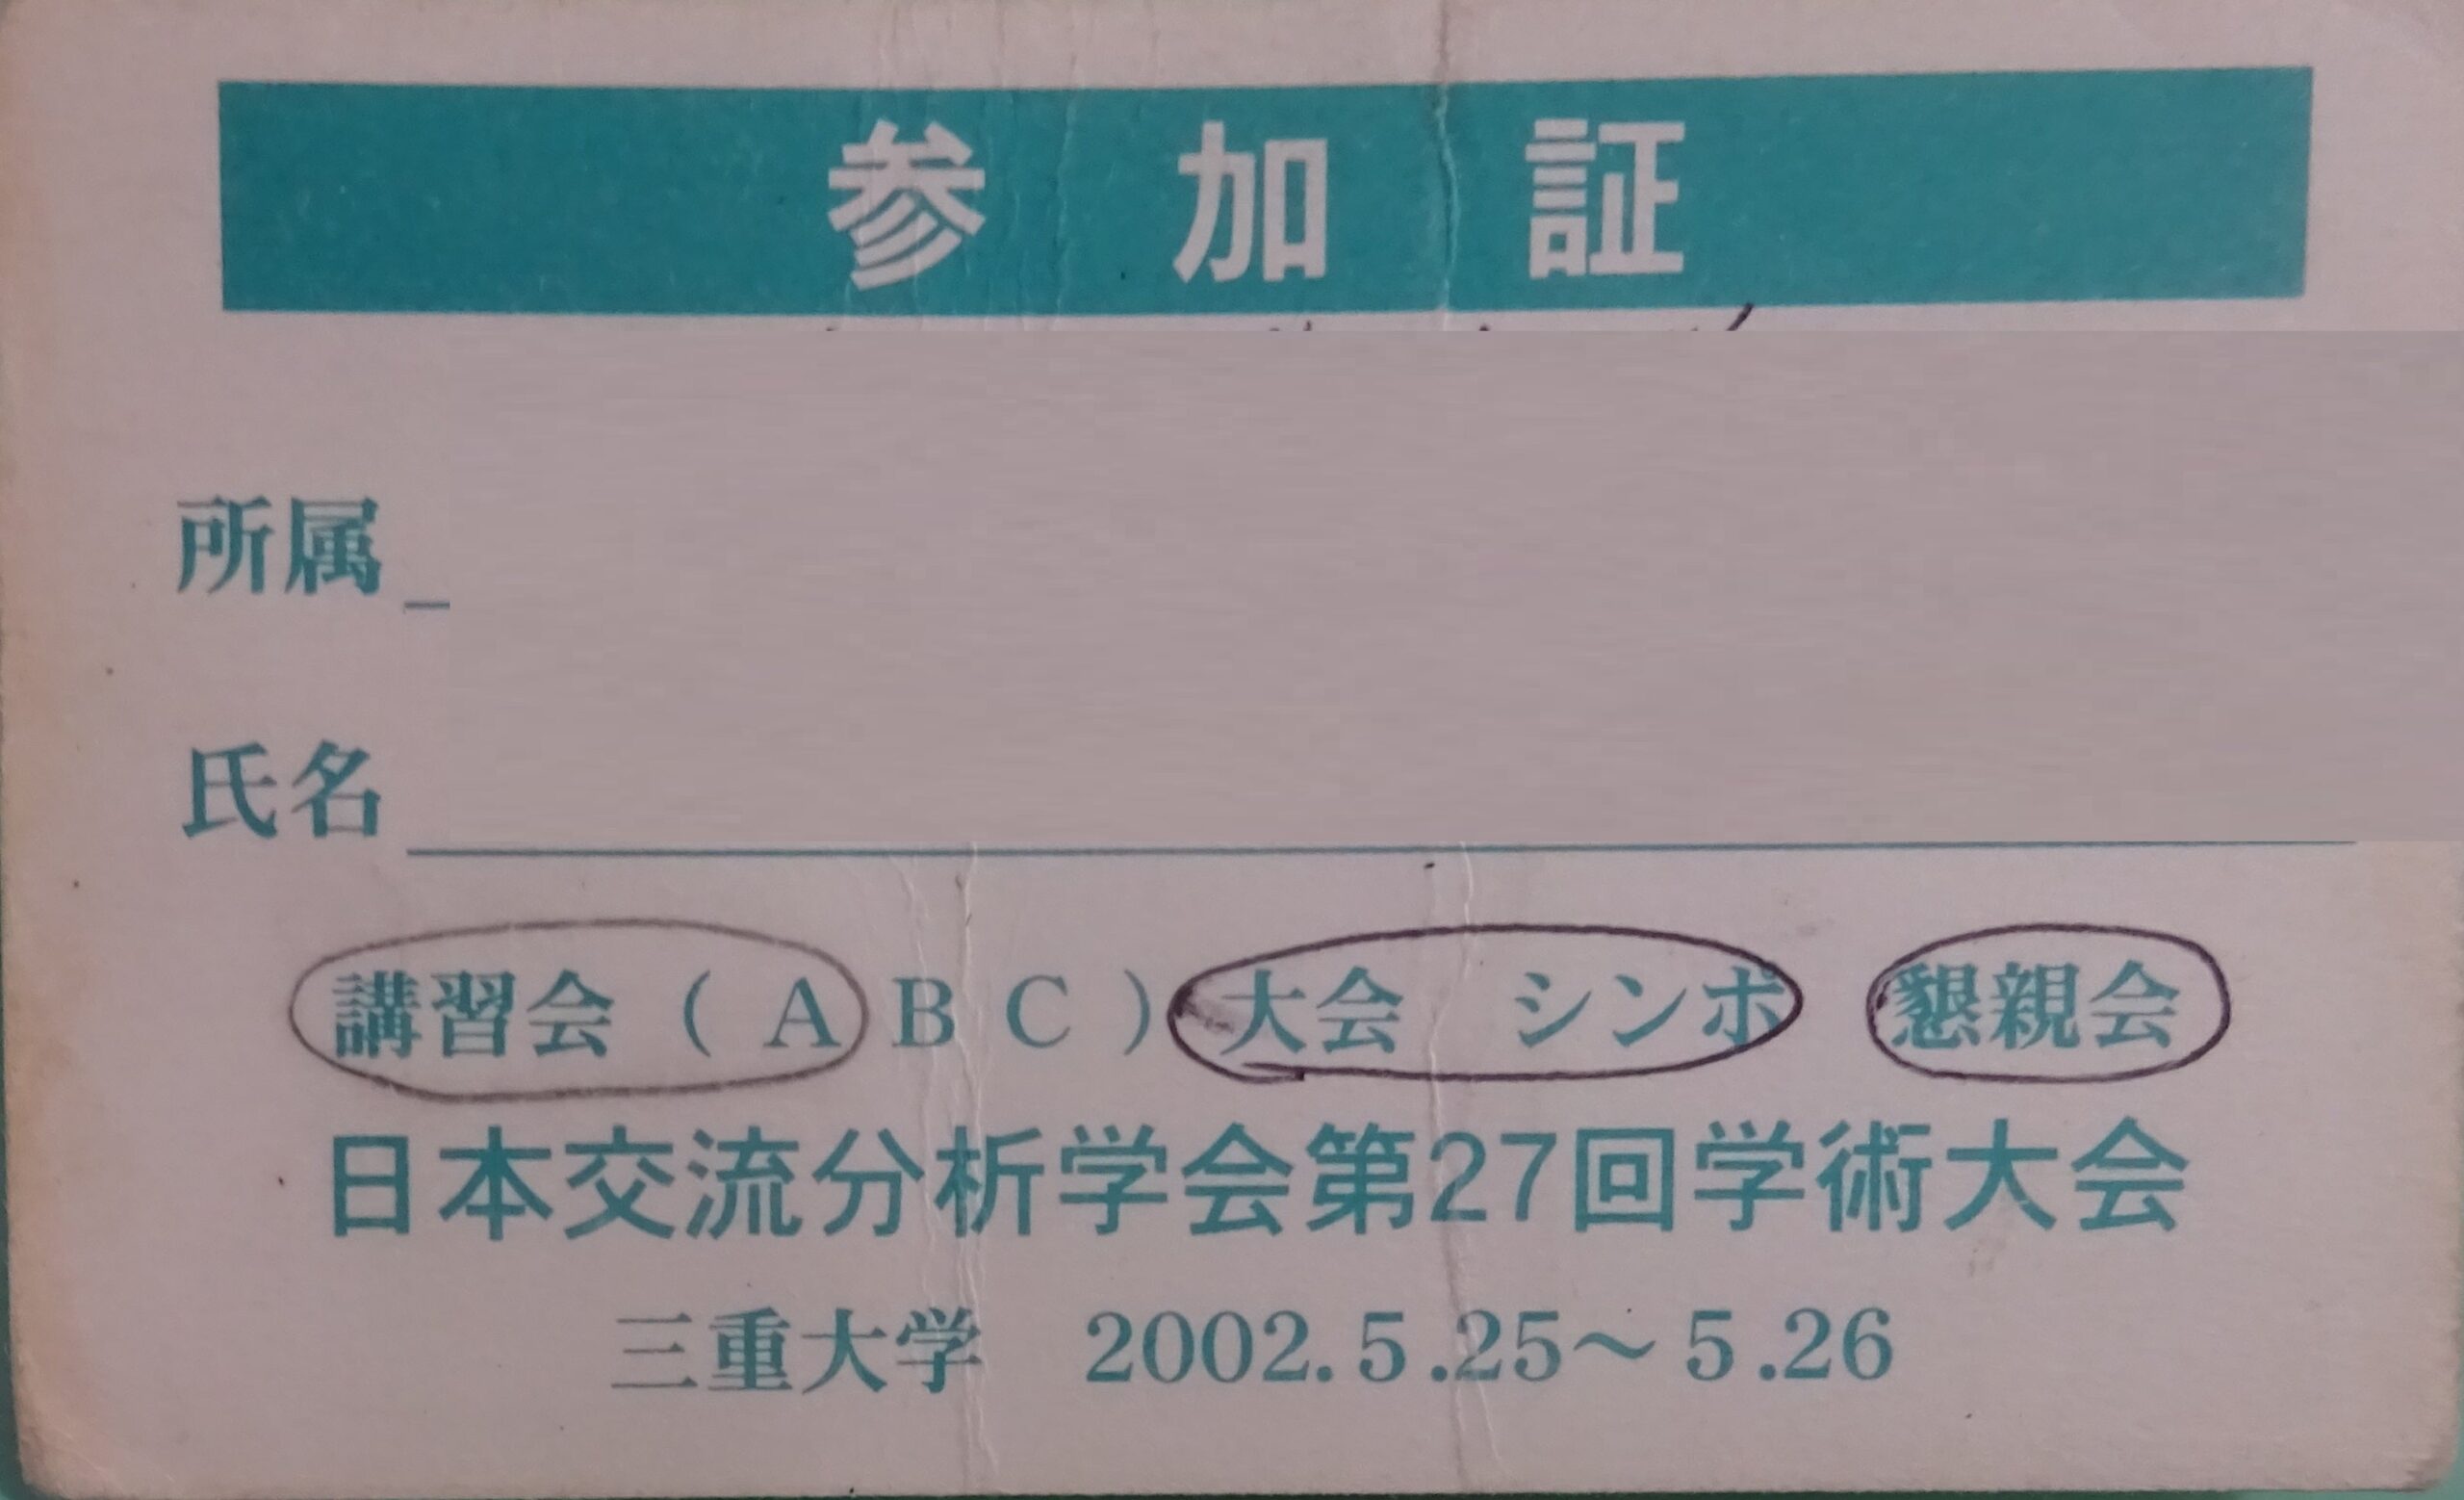 参加証
所属
氏名
講習会（ A B C ）大会 シンポ 懇親会
日本交流分析学会第27回学術大会
三重大学 2002.5.25～5.26